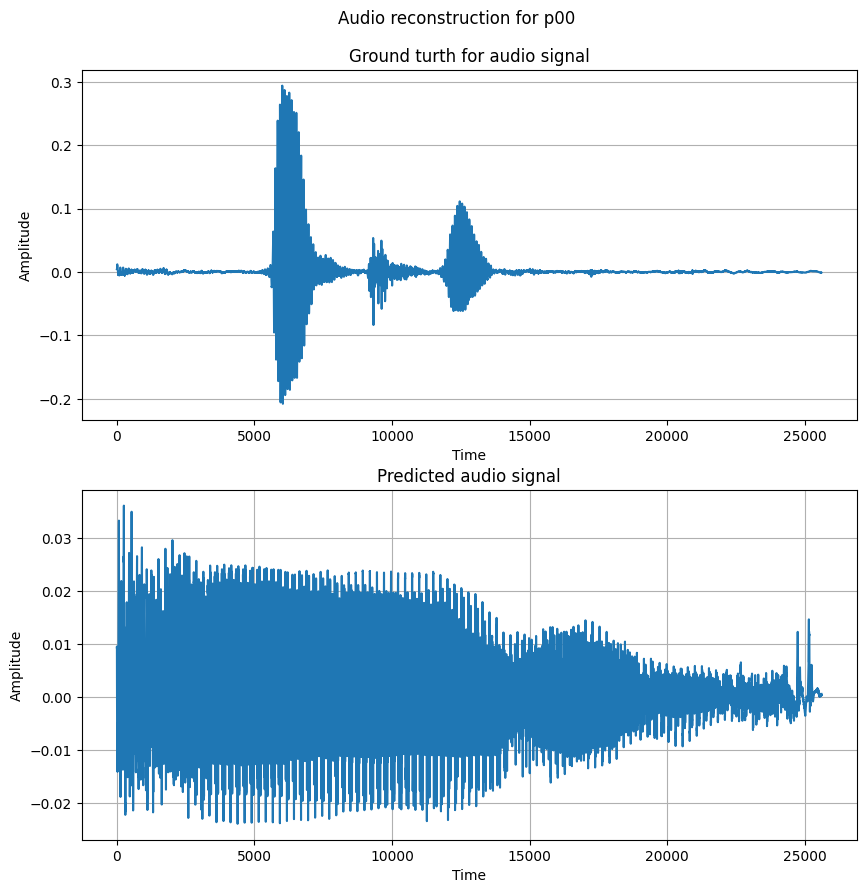 Audio reconstruction for p00
Ground turth for audio signal
0.3
0.2
0.1
0.0
−0.1
−0.2
Amplitude
0 5000 10000 15000 20000 25000
Time
Predicted audio signal
0.03
0.02
0.01
0.00
−0.01
−0.02
Amplitude
0 5000 10000 15000 20000 25000
Time